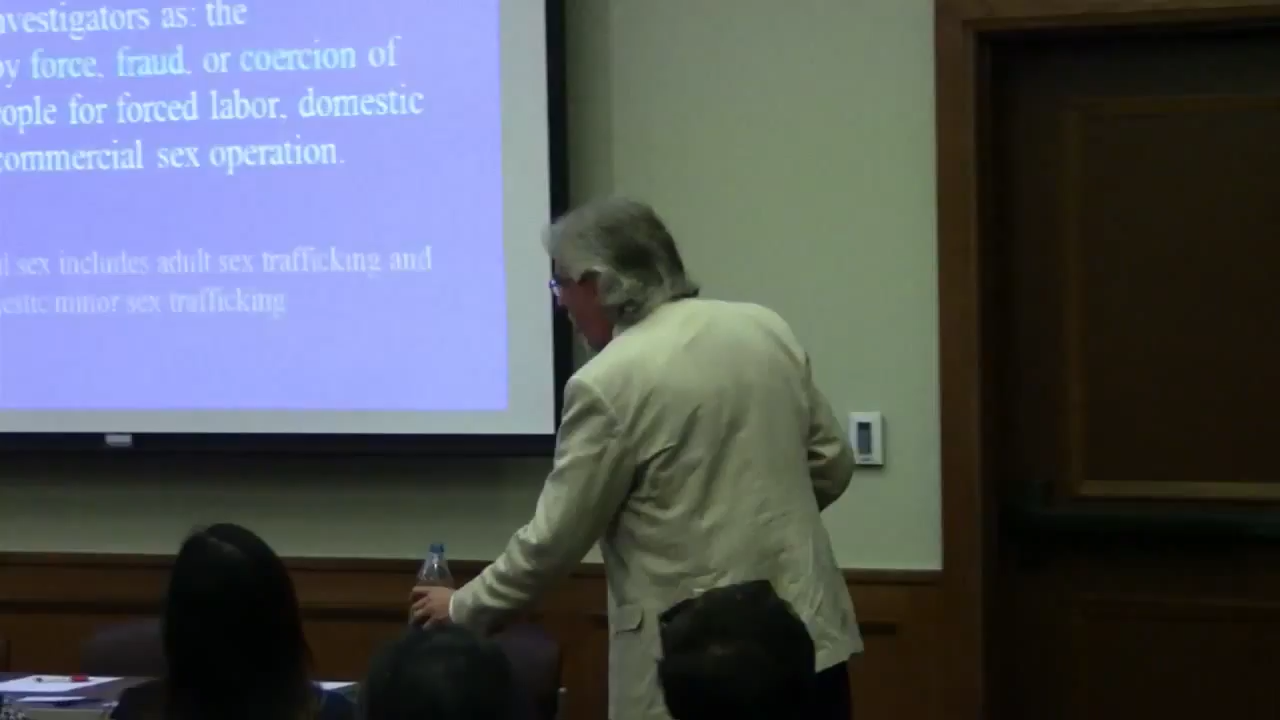 nvestigators as: the
by force, fraud, or coercion of
ople for forced labor, domestic
commercial sex operation.
l sex includes adult sex trafficking and
estic minor sex trafficking